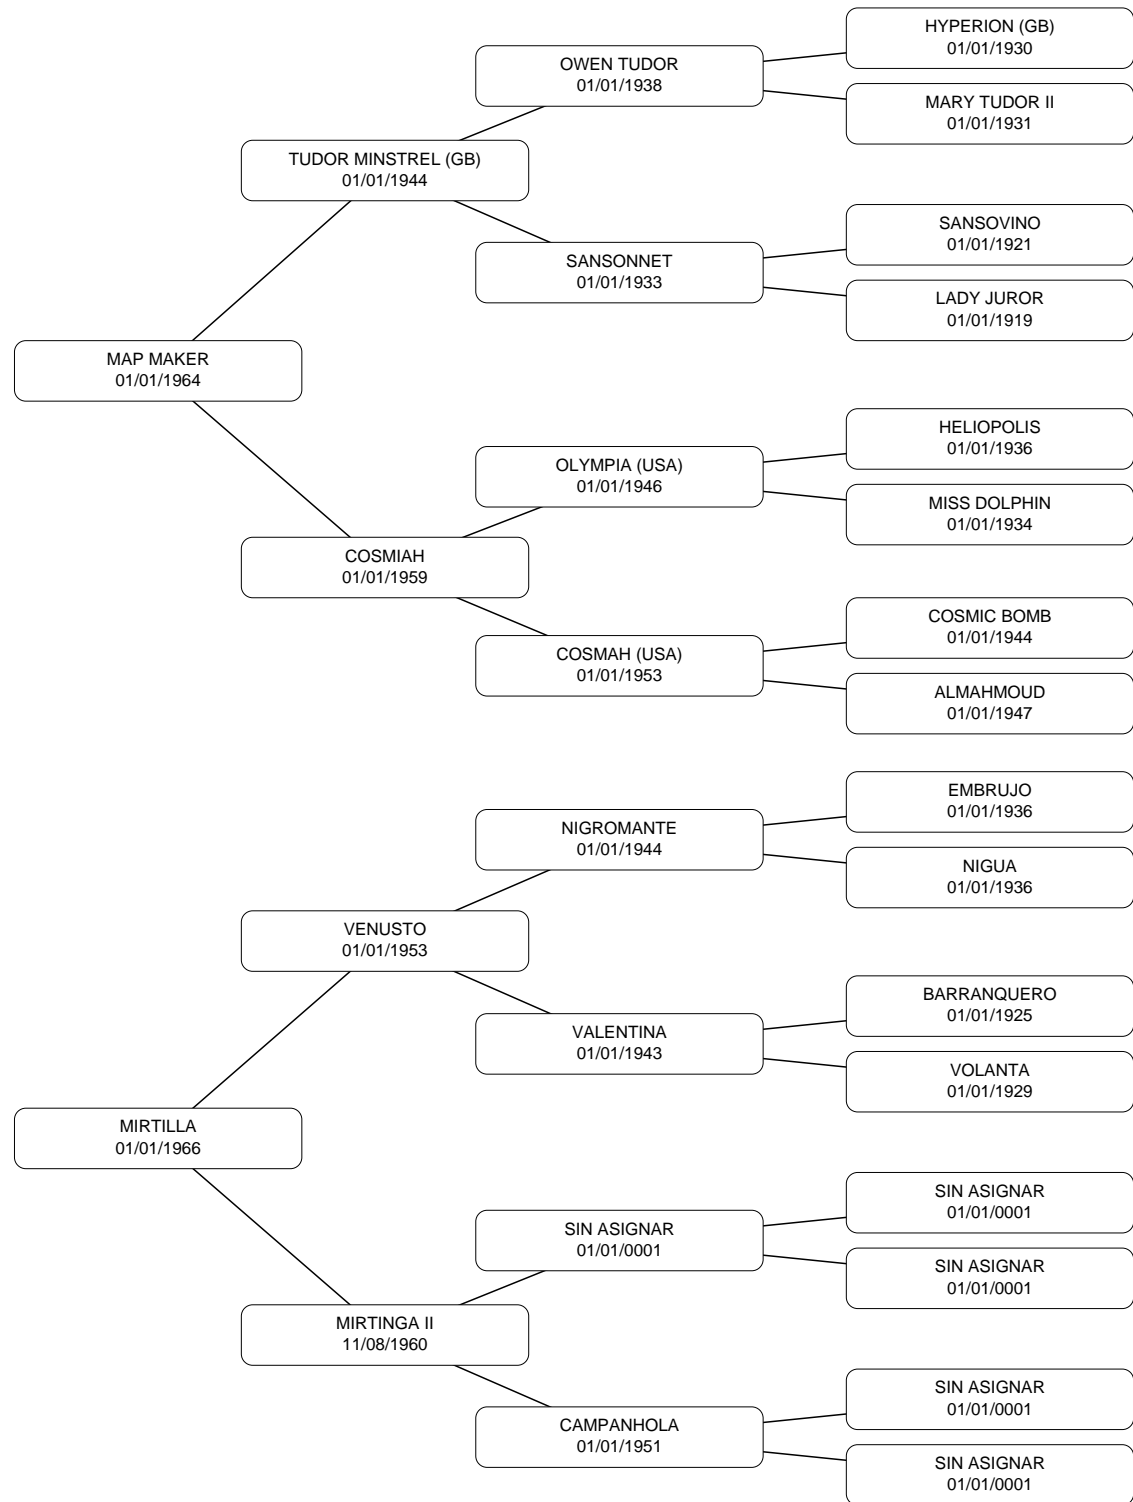 HYPERION (GB)
01/01/1930
OWEN TUDOR
01/01/1938
MARY TUDOR II
01/01/1931
TUDOR MINSTREL (GB)
01/01/1944
SANSOVINO
01/01/1921
SANSONNET
01/01/1933
LADY JUROR
01/01/1919
MAP MAKER
01/01/1964
HELIOPOLIS
01/01/1936
OLYMPIA (USA)
01/01/1946
MISS DOLPHIN
01/01/1934
COSMIAH
01/01/1959
COSMIC BOMB
01/01/1944
COSMAH (USA)
01/01/1953
ALMAHMOUD
01/01/1947
EMBRUJO
01/01/1936
NIGROMANTE
01/01/1944
NIGUA
01/01/1936
VENUSTO
01/01/1953
BARRANQUERO
01/01/1925
VALENTINA
01/01/1943
VOLANTA
01/01/1929
MIRTILLA
01/01/1966
SIN ASIGNAR
01/01/0001
SIN ASIGNAR
01/01/0001
SIN ASIGNAR
01/01/0001
MIRTINGA II
11/08/1960
SIN ASIGNAR
01/01/0001
CAMPANHOLA
01/01/1951
SIN ASIGNAR
01/01/0001